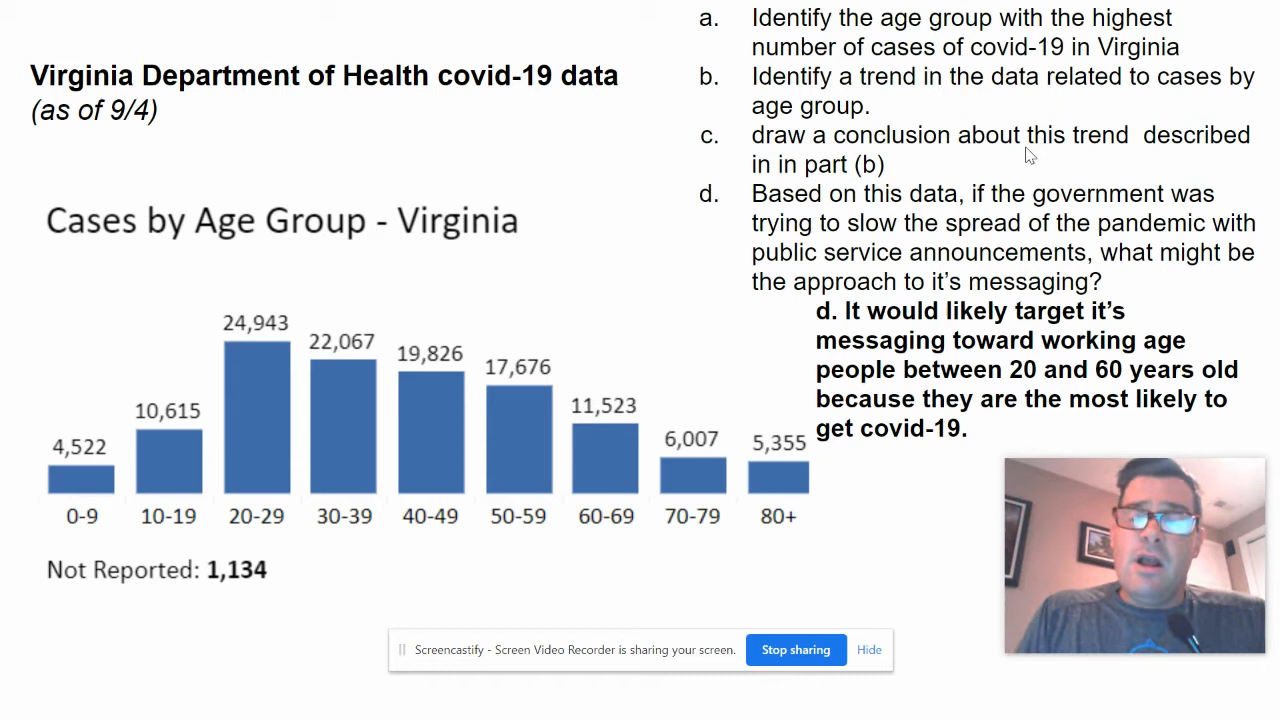 Virginia Department of Health covid-19 data
(as of 9/4)
a. Identify the age group with the highest
number of cases of covid-19 in Virginia
b. Identify a trend in the data related to cases by
age group.
c. draw a conclusion about this trend  described
in in part (b)
d. Based on this data, if the government was
trying to slow the spread of the pandemic with
public service announcements, what might be
the approach to it’s messaging?
d. It would likely target it’s
messaging toward working age
people between 20 and 60 years old
because they are the most likely to
get covid-19.
Cases by Age Group - Virginia
4,522
10,615
24,943
22,067
19,826
17,676
11,523
6,007
5,355
0-9
10-19
20-29
30-39
40-49
50-59
60-69
70-79
80+
Not Reported: 1,134
Screencastify - Screen Video Recorder is sharing your screen.
Stop sharing
Hide